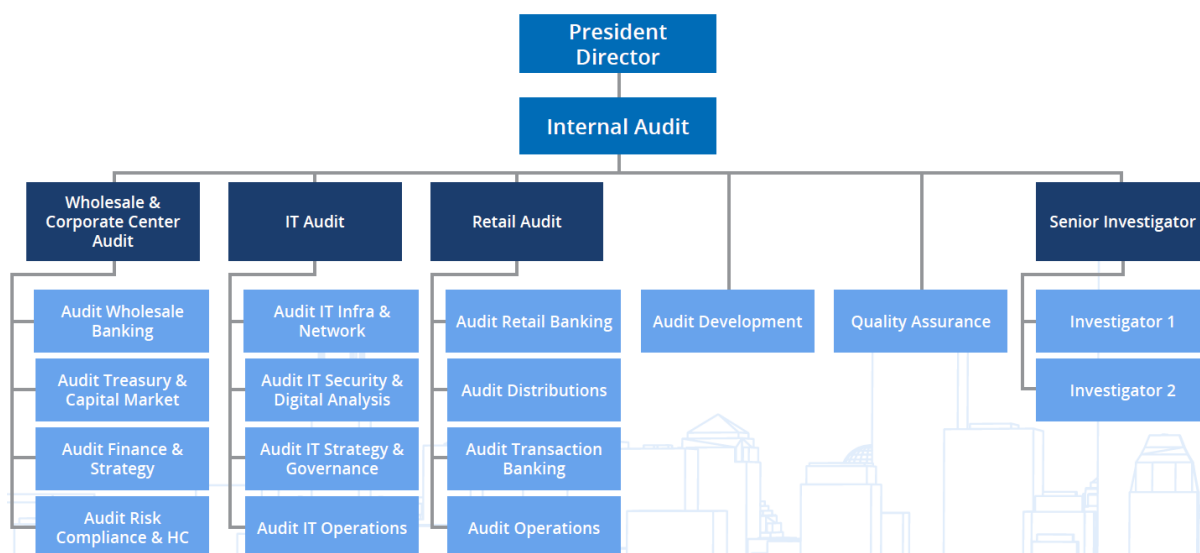 President
Director
Internal Audit
Wholesale &
Corporate Center
Audit
IT Audit
Retail Audit
Senior Investigator
Audit Wholesale
Banking
Audit Treasury &
Capital Market
Audit Finance &
Strategy
Audit Risk
Compliance & HC
Audit IT Infra &
Network
Audit IT Security &
Digital Analysis
Audit IT Strategy &
Governance
Audit IT Operations
Audit Retail Banking
Audit Distributions
Audit Transaction
Banking
Audit Operations
Audit Development
Quality Assurance
Investigator 1
Investigator 2